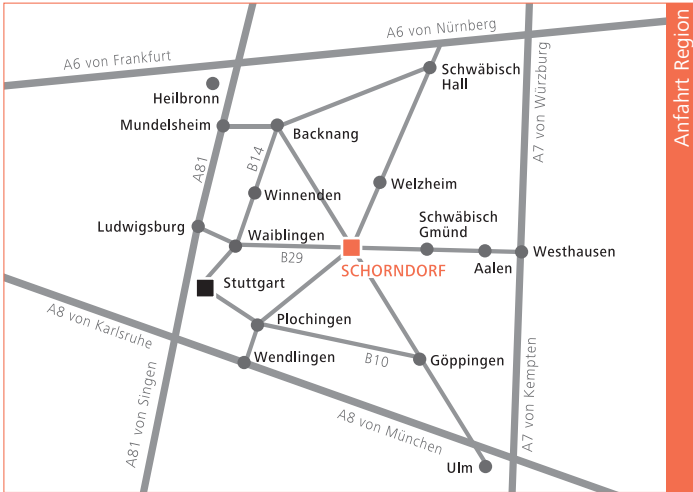 A6 von Frankfurt
A6 von Nürnberg
A7 von Würzburg
Anfahrt Region
Heilbronn
Schwäbisch
Hall
Mundelsheim
Backnang
A81
B14
Winnenden
Welzheim
Ludwigsburg
Waiblingen
Schwäbisch
Gmünd
B29
Aalen
Westhausen
SCHORNDORF
Stuttgart
Plochingen
A8 von Karlsruhe
Wendlingen
B10
Göppingen
A81 von Singen
A8 von München
A7 von Kempten
Ulm